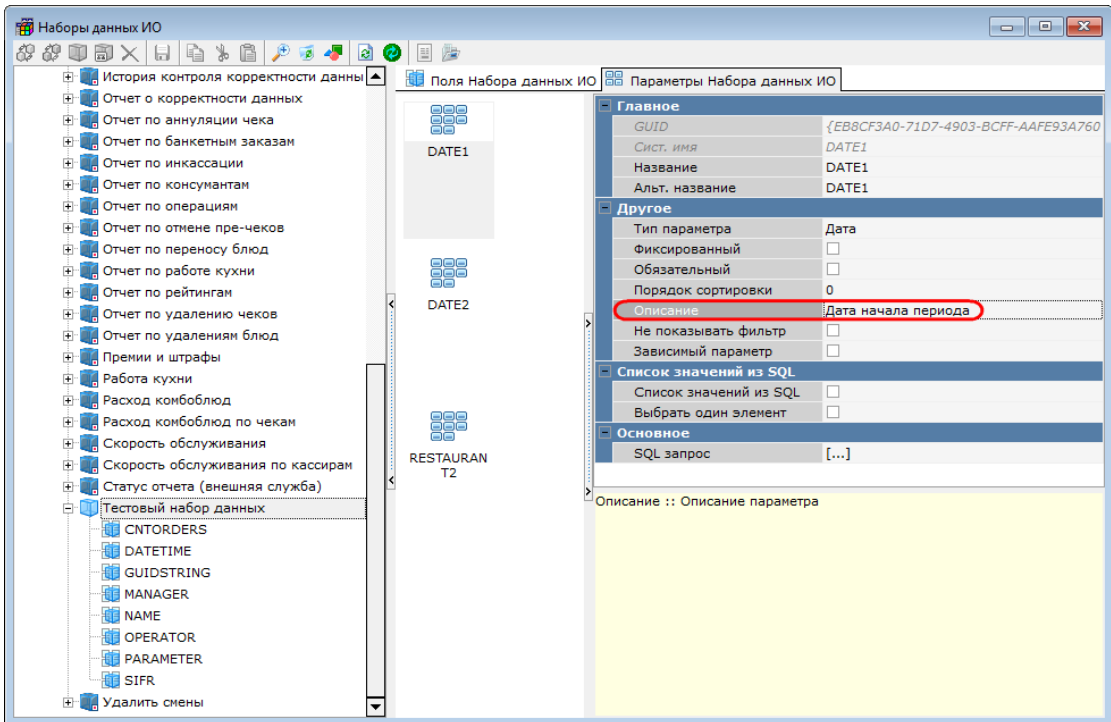 Наборы данных ИО
История контроля корректности данны
Отчет о корректности данных
Отчет по аннуляции чека
Отчет по банкетным заказам
Отчет по инкассации
Отчет по консумантам
Отчет по операциям
Отчет по отмене пре-чеков
Отчет по переносу блюд
Отчет по работе кухни
Отчет по рейтингам
Отчет по удалению чеков
Отчет по удалениям блюд
Премии и штрафы
Работа кухни
Расход комбоблюд
Расход комбоблюд по чекам
Скорость обслуживания
Скорость обслуживания по кассирам
Статус отчета (внешняя служба)
Тестовый набор данных
CNTORDERS
DATETIME
GUIDSTRING
MANAGER
NAME
OPERATOR
PARAMETER
SIFR
Удалить смены
Поля Набора данных ИО
Параметры Набора данных ИО
DATE1
DATE2
RESTAURAN
T2
Главное
GUID {EB8CF3A0-71D7-4903-BCFF-AAFE93A760
Сист. имя DATE1
Название DATE1
Альт. название DATE1
Другое
Тип параметра Дата
Фиксированный
Обязательный
Порядок сортировки 0
Описание Дата начала периода
Не показывать фильтр
Зависимый параметр
Список значений из SQL
Список значений из SQL
Выбрать один элемент
Основное
SQL запрос [...]
Описание :: Описание параметра